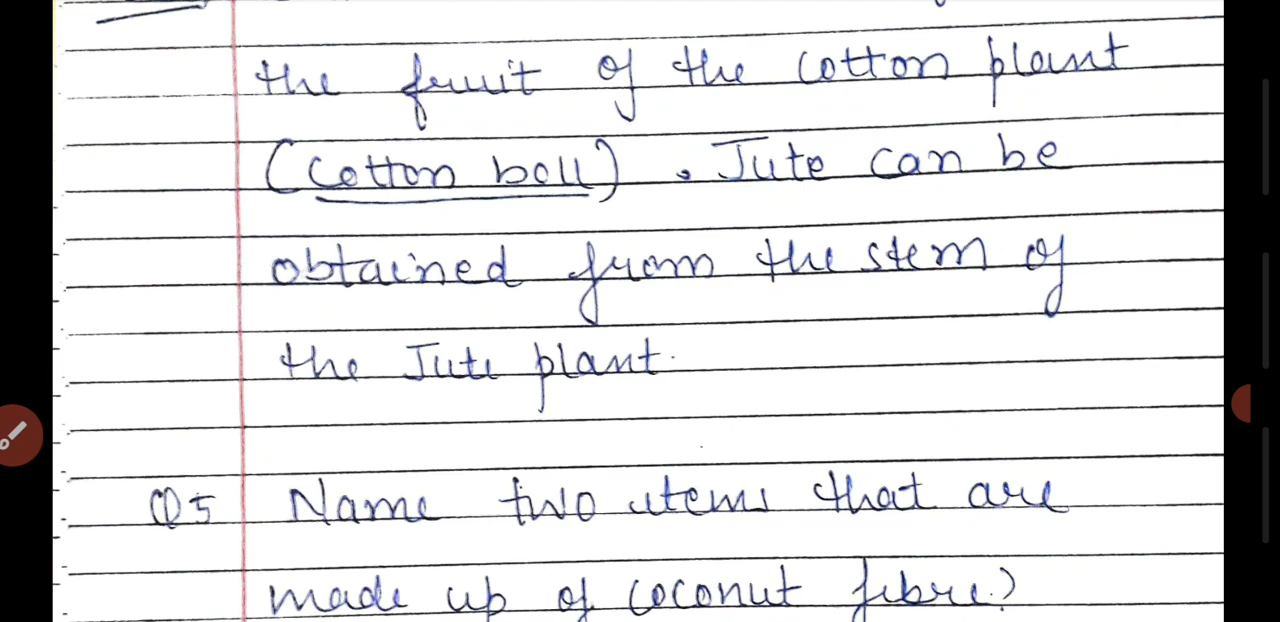 the fruit of the cotton plant
(cotton boll). Jute can be
obtained from the stem of
the Jute plant.
Q5 Name two items that are
made up of coconut fibre?